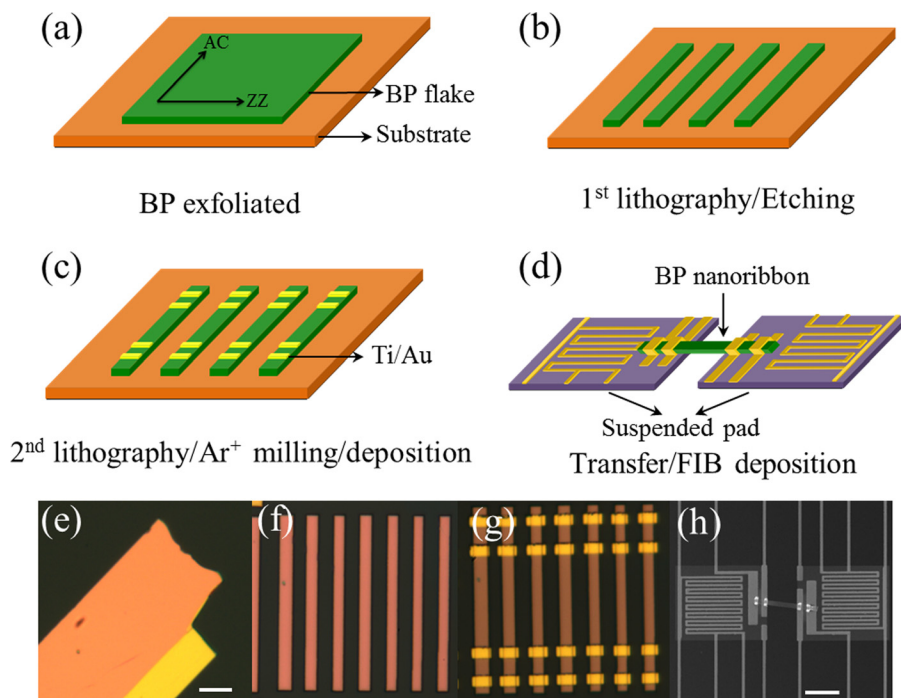 (a)
AC
ZZ
BP flake
Substrate
BP exfoliated
(b)
1st lithography/Etching
(c)
Ti/Au
2nd lithography/Ar+ milling/deposition
(d)
BP nanoribbon
Suspended pad
Transfer/FIB deposition
(e)
(f)
(g)
(h)